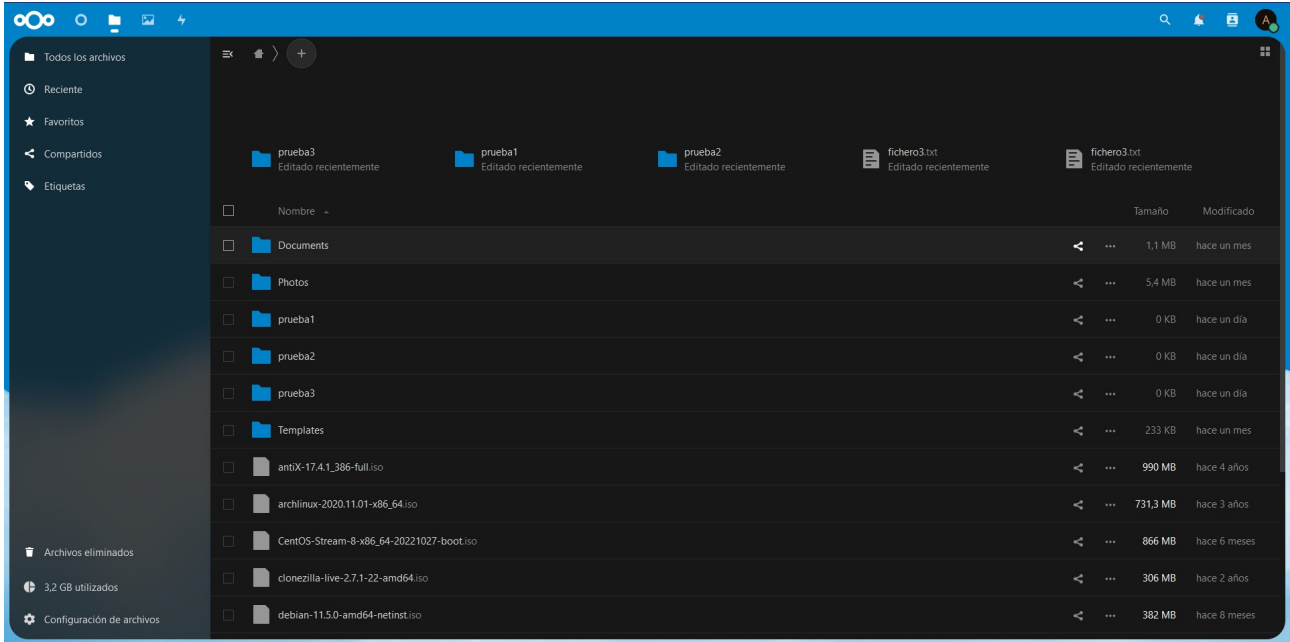 A
Todos los archivos
Reciente
Favoritos
Compartidos
Etiquetas
prueba3
Editado recientemente
prueba1
Editado recientemente
prueba2
Editado recientemente
fichero3.txt
Editado recientemente
fichero3.txt
Editado recientemente
Nombre Tamaño Modificado
Documents 1,1 MB hace un mes
Photos 5,4 MB hace un mes
prueba1 0 KB hace un día
prueba2 0 KB hace un día
prueba3 0 KB hace un día
Templates 233 KB hace un mes
antiX-17.4.1_386-full.iso 990 MB hace 4 años
archlinux-2020.11.01-x86_64.iso 731,3 MB hace 3 años
CentOS-Stream-8-x86_64-20221027-boot.iso 866 MB hace 6 meses
clonezilla-live-2.7.1-22-amd64.iso 306 MB hace 2 años
debian-11.5.0-amd64-netinst.iso 382 MB hace 8 meses
Archivos eliminados
3,2 GB utilizados
Configuración de archivos